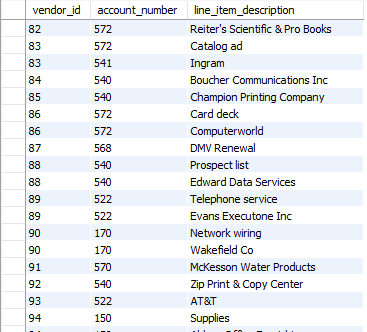 vendor_id account_number line_item_description
82 572 Reiter's Scientific & Pro Books
83 572 Catalog ad
83 541 Ingram
84 540 Boucher Communications Inc
85 540 Champion Printing Company
86 572 Card deck
86 572 Computerworld
87 568 DMV Renewal
88 540 Prospect list
88 540 Edward Data Services
89 522 Telephone service
89 522 Evans Executone Inc
90 170 Network wiring
90 170 Wakefield Co
91 570 McKesson Water Products
92 540 Zip Print & Copy Center
93 522 AT&T
94 150 Supplies